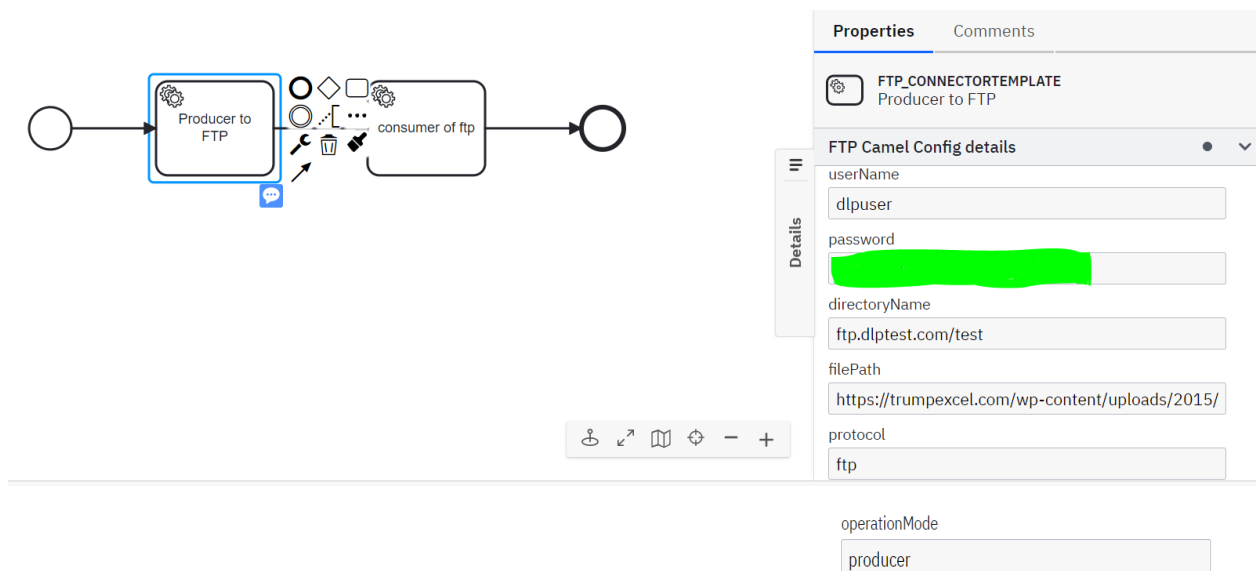 Producer to
FTP
consumer of ftp
Details
Properties
Comments
FTP_CONNECTORTEMPLATE
Producer to FTP
FTP Camel Config details
userName
dlpuser
password
directoryName
ftp.dlptest.com/test
filePath
https://trumpexcel.com/wp-content/uploads/2015/
protocol
ftp
operationMode
producer